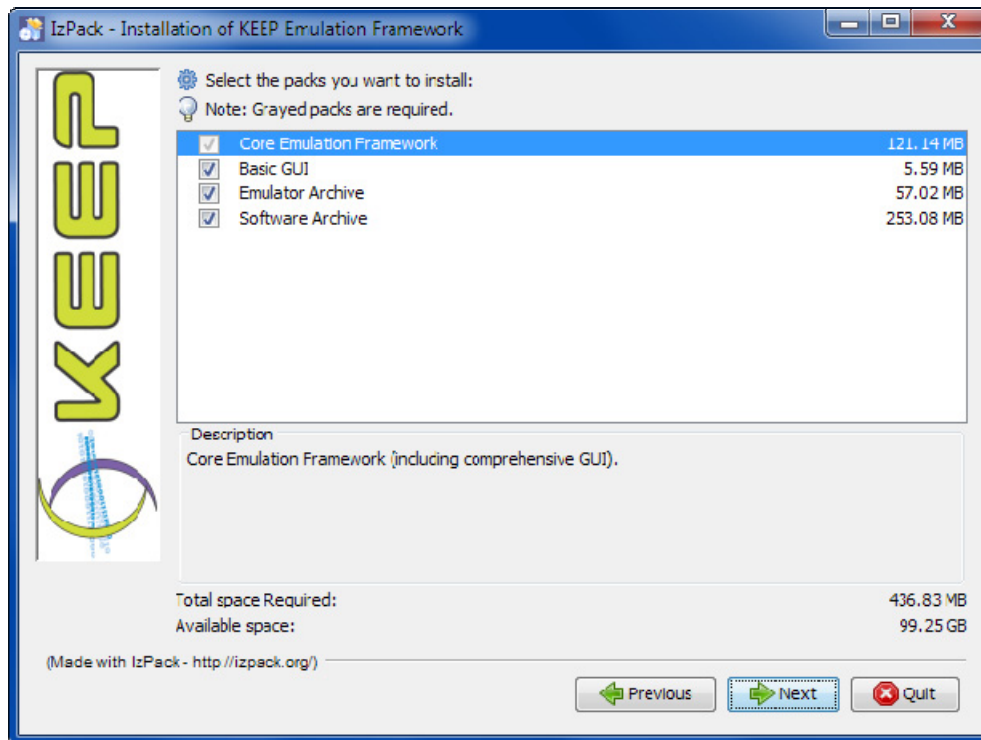 IzPack - Installation of KEEP Emulation Framework
KEEP
Select the packs you want to install:
Note: Grayed packs are required.
Core Emulation Framework 121.14 MB
Basic GUI 5.59 MB
Emulator Archive 57.02 MB
Software Archive 253.08 MB
Description
Core Emulation Framework (including comprehensive GUI).
Total space Required: 436.83 MB
Available space: 99.25 GB
(Made with IzPack - http://izpack.org/)
Previous Next Quit